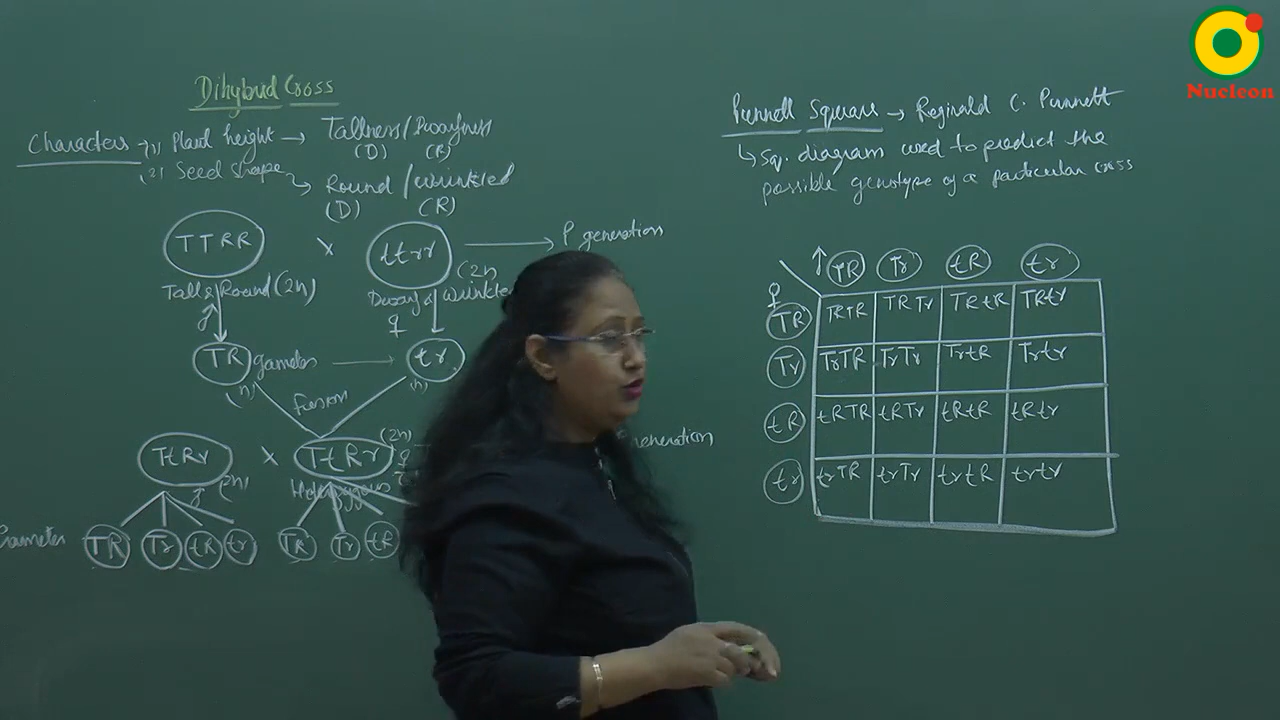 Nucleon
Dihybrid Cross
Characters → (1) Plant height → Tallness/Dwarfness
(D) (R)
(2) Seed shape → Round / Wrinkled
(D) (R)
TTRR x ttrr → P generation
Tall & Round (2n) (2n
Dwarf & Wrinkle
♂ ♀
TR gametes → tr
(n) (n)
fusion
TtRr x TtRr eneration
(2n) (2n)
♂ ♀
Gametes TR Tr tR tr TR Tr tR
Punnett Square → Reginald C. Punnett
↳ Sq. diagram used to predict the
possible genotype of a particular cross
↑ TR Tr tR tr
♀
TR TRTR TRTr TRtR TRtr
Tr TrTR TrTr TrtR Trtr
tR tRTR tRTr tRtR tRtr
tr trTR trTr trtR trtr